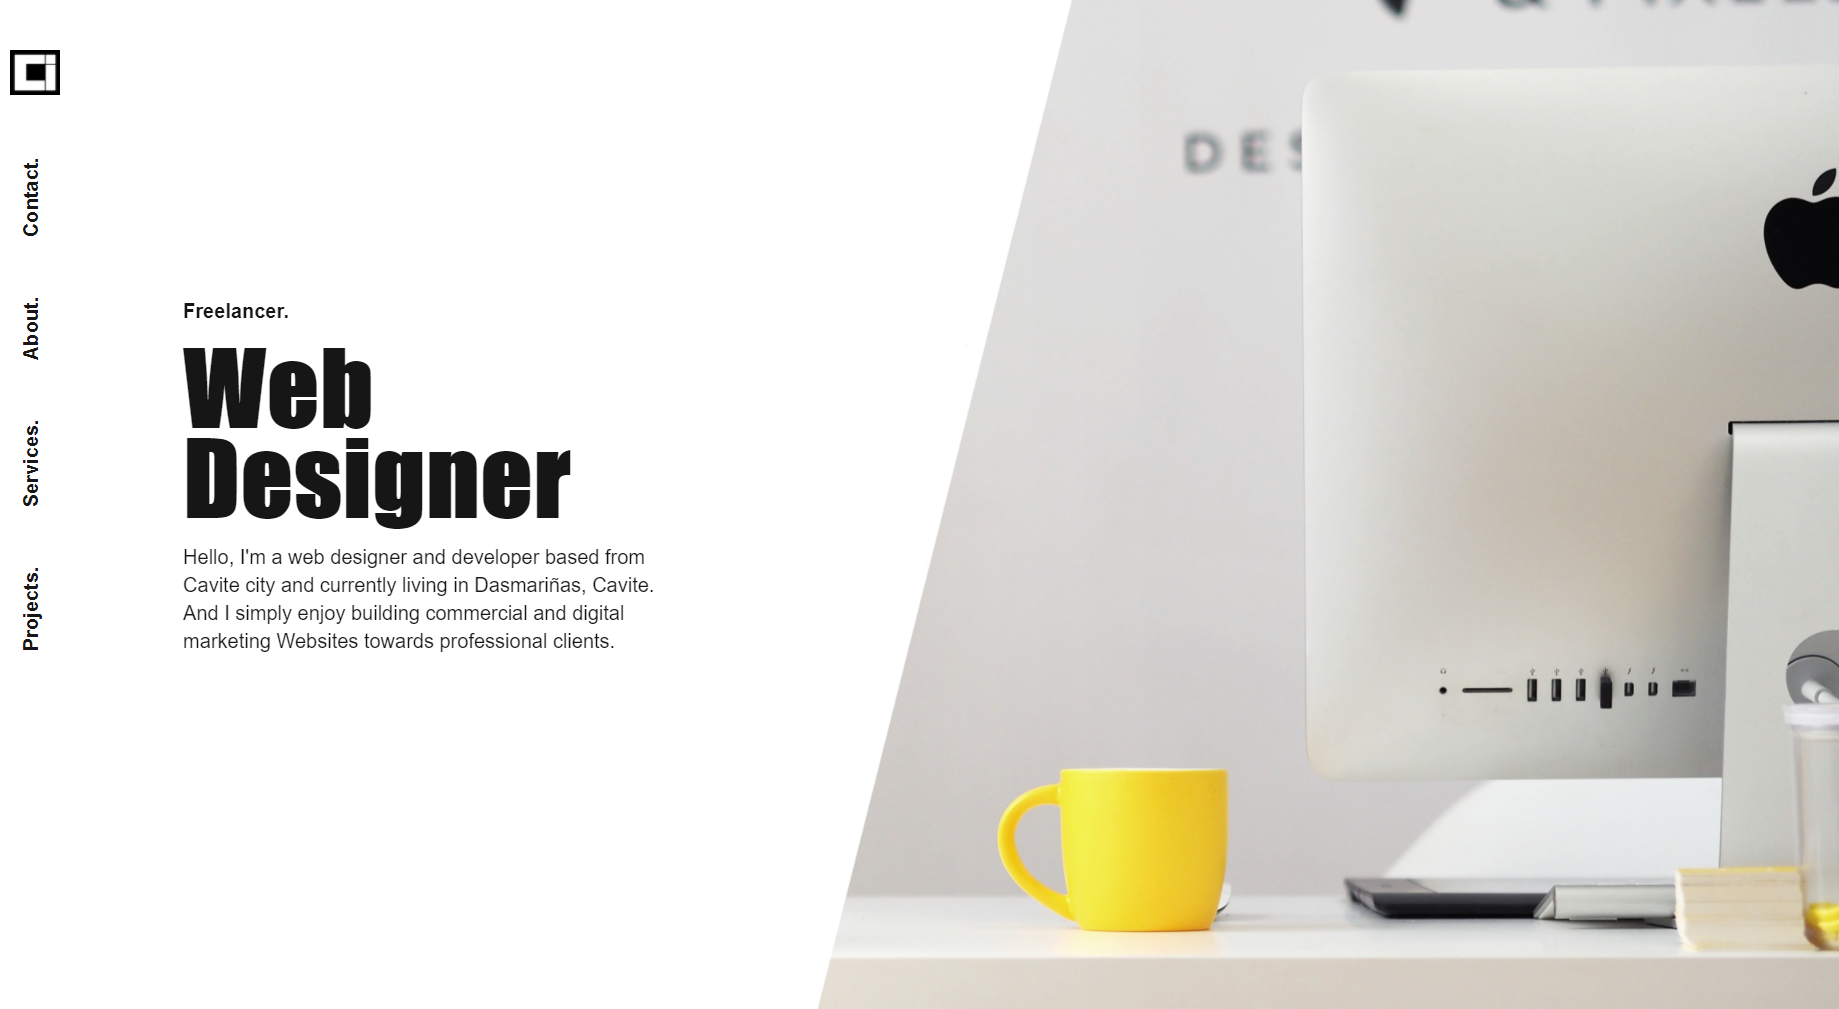 Contact.
About.
Services.
Projects.
Freelancer.
Web
Designer
Hello, I'm a web designer and developer based from
Cavite city and currently living in Dasmariñas, Cavite.
And I simply enjoy building commercial and digital
marketing Websites towards professional clients.
DES